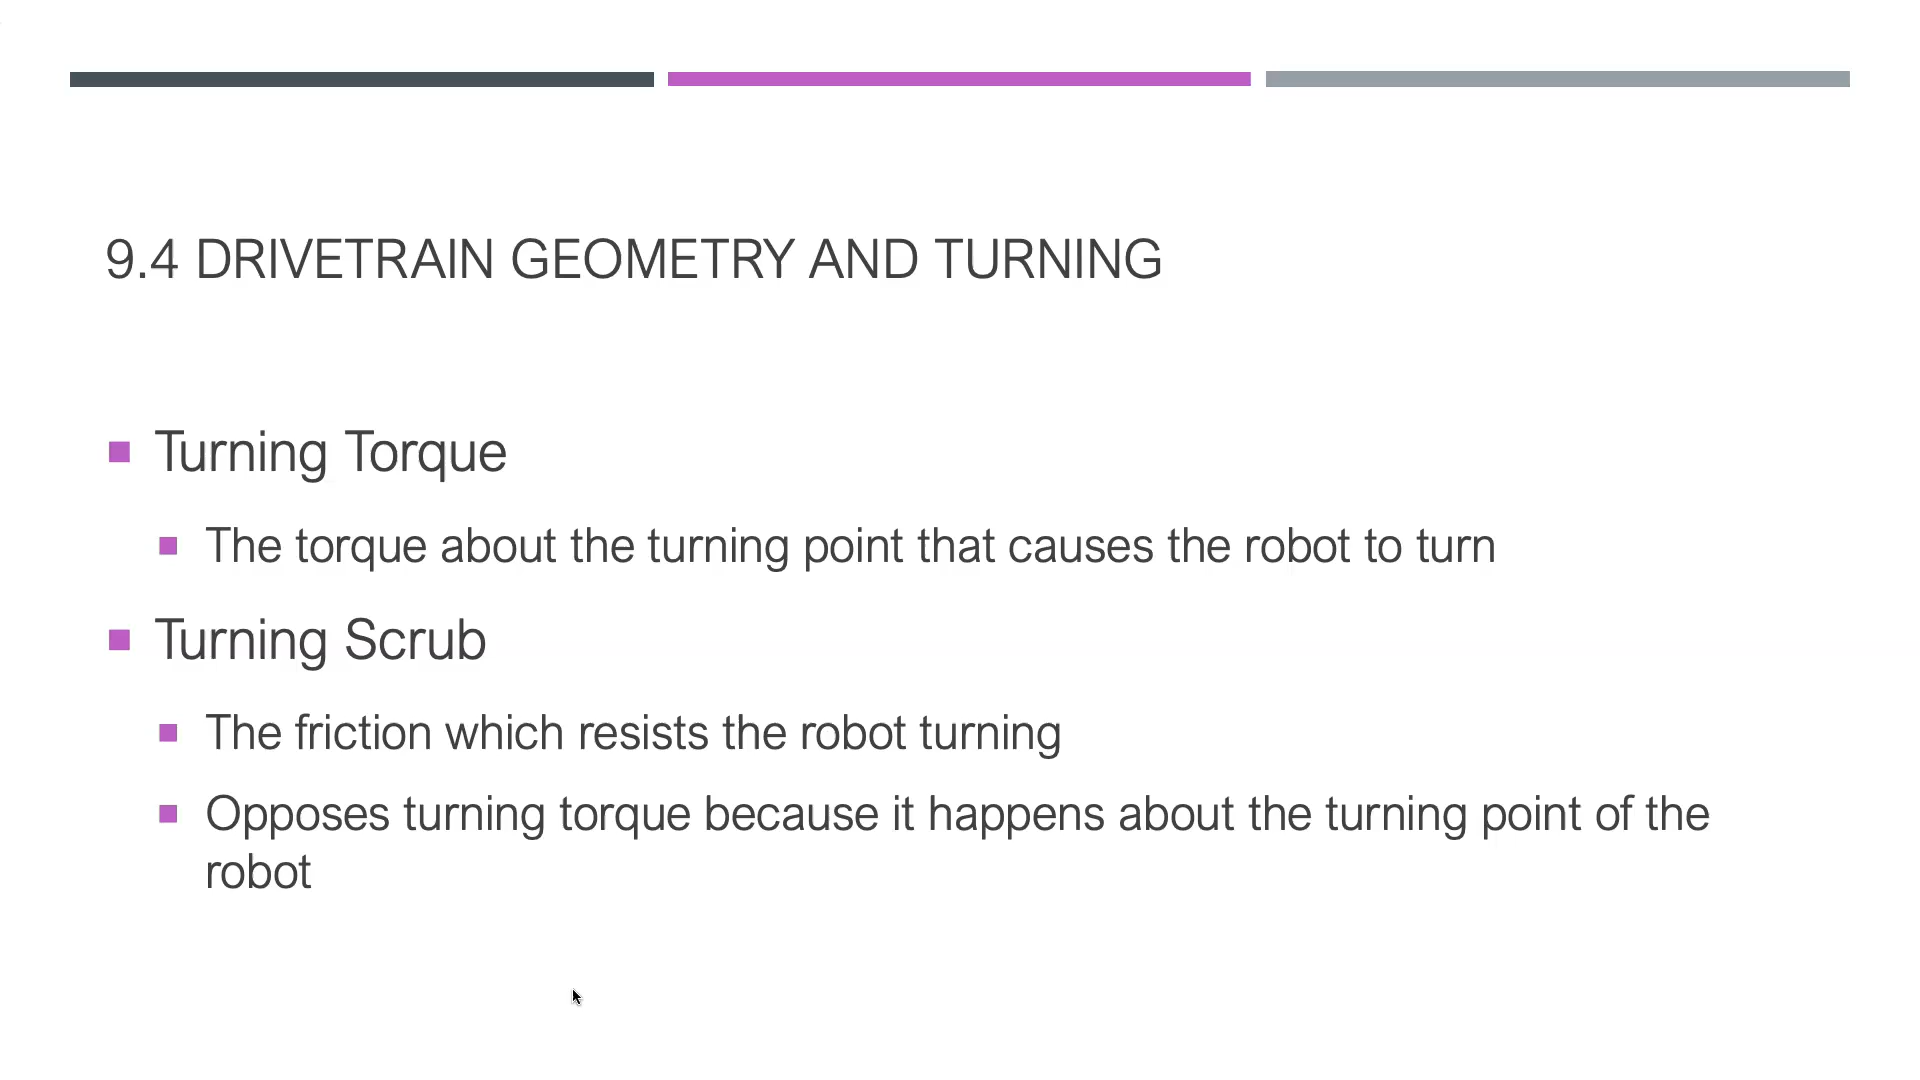 9.4 DRIVETRAIN GEOMETRY AND TURNING
Turning Torque
The torque about the turning point that causes the robot to turn
Turning Scrub
The friction which resists the robot turning
Opposes turning torque because it happens about the turning point of the
robot